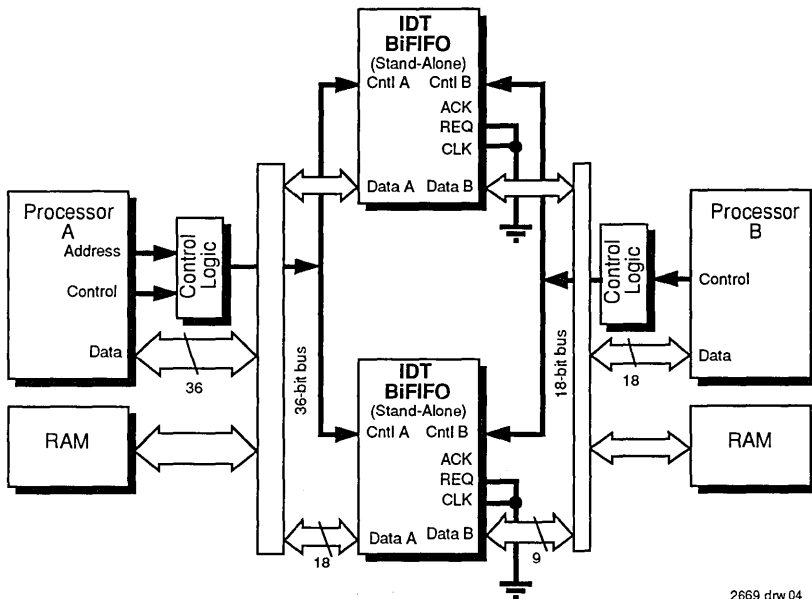 IDT
BiFIFO
(Stand-Alone)
Cntl A Cntl B
ACK
REQ
CLK
Data A Data B
Processor
A
Address
Control
Data
36
Control
Logic
36-bit bus
18-bit bus
Control
Logic
Processor
B
Control
Data
18
RAM
IDT
BiFIFO
(Stand-Alone)
Cntl A Cntl B
ACK
REQ
CLK
Data A Data B
18
9
RAM
2669 drw 04